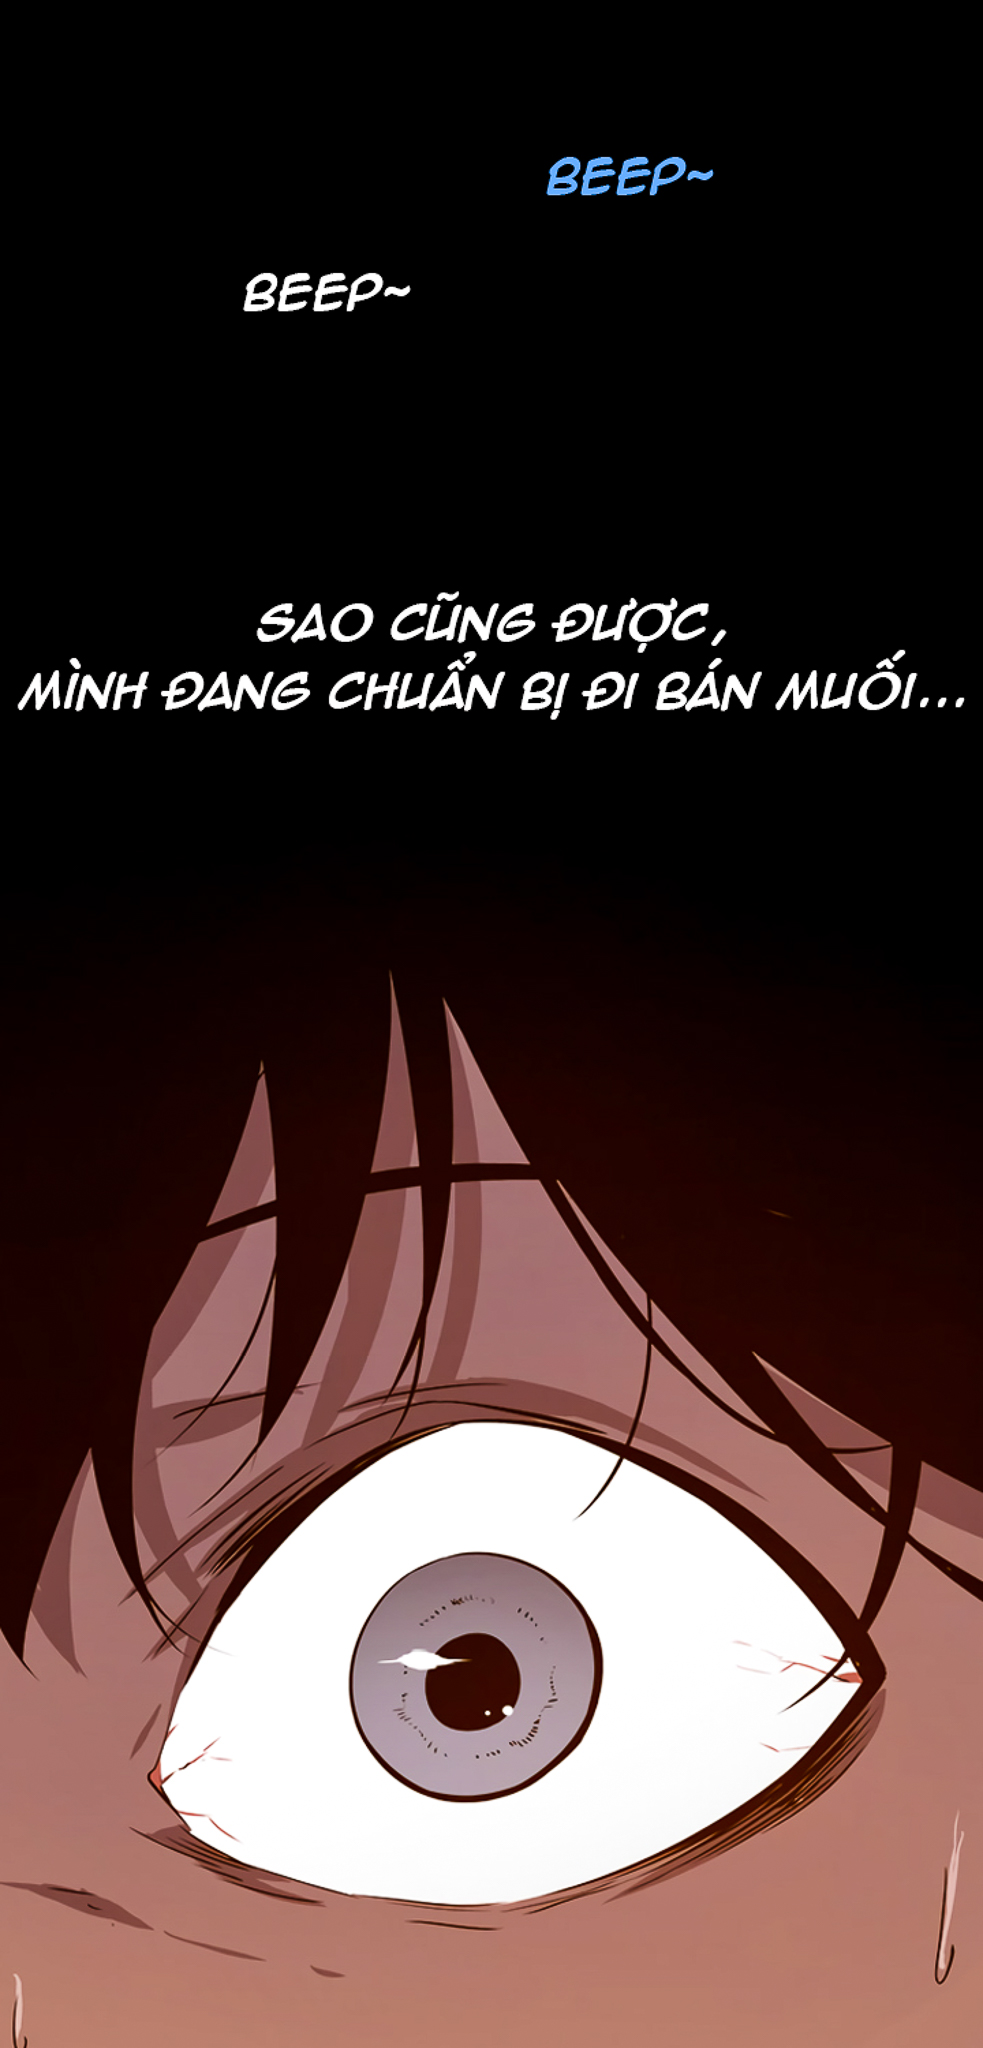 BEEP~
BEEP~
SAO CŨNG ĐƯỢC,
MÌNH ĐANG CHUẨN BỊ ĐI BÁN MUỐI...